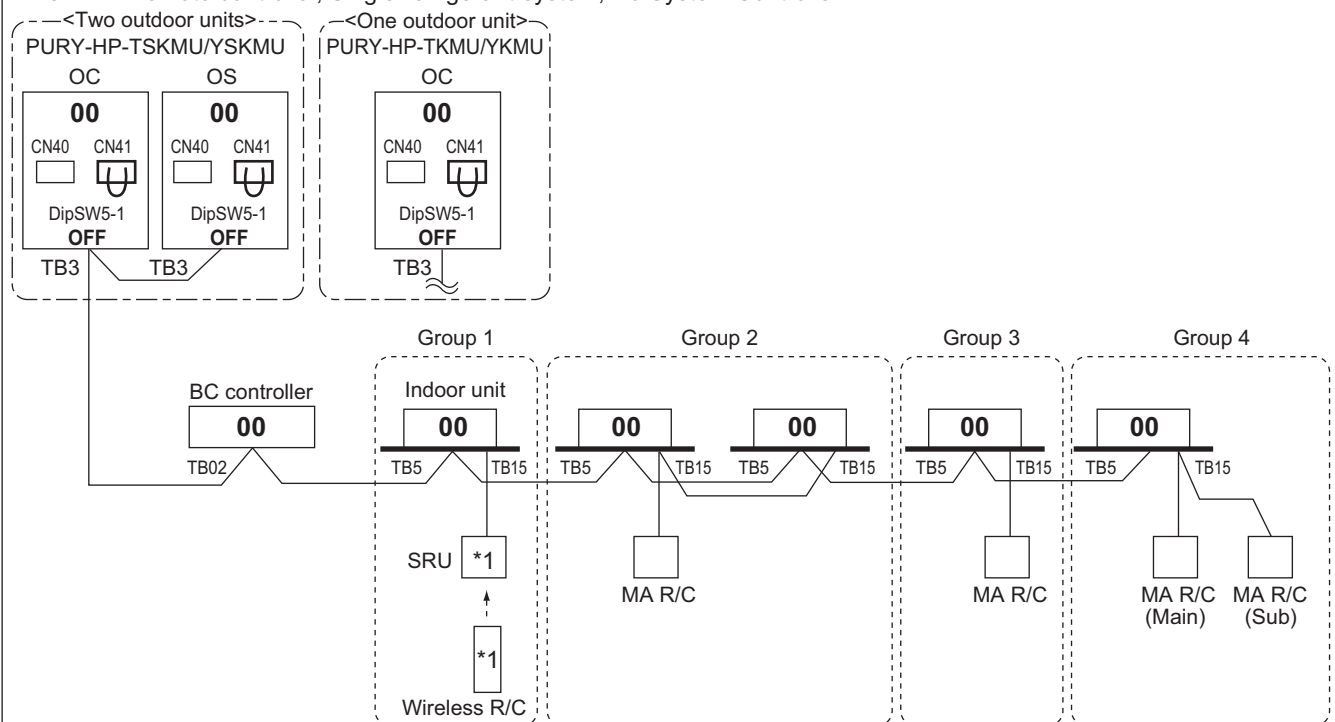 <Two outdoor units>
<One outdoor unit>
PURY-HP-TSKMU/YSKMU
PURY-HP-TKMU/YKMU
OC
OS
OC
00
00
00
CN40 CN41
CN40 CN41
CN40 CN41
DipSW5-1
DipSW5-1
DipSW5-1
OFF
OFF
OFF
TB3
TB3
TB3
Group 1
Group 2
Group 3
Group 4
BC controller
Indoor unit
00
00
00
00
00
00
TB02
TB5
TB15
TB5
TB15
TB5
TB15
TB5
TB15
TB5
TB15
SRU
*1
MA R/C
MA R/C
MA R/C
(Main)
MA R/C
(Sub)
*1
Wireless R/C